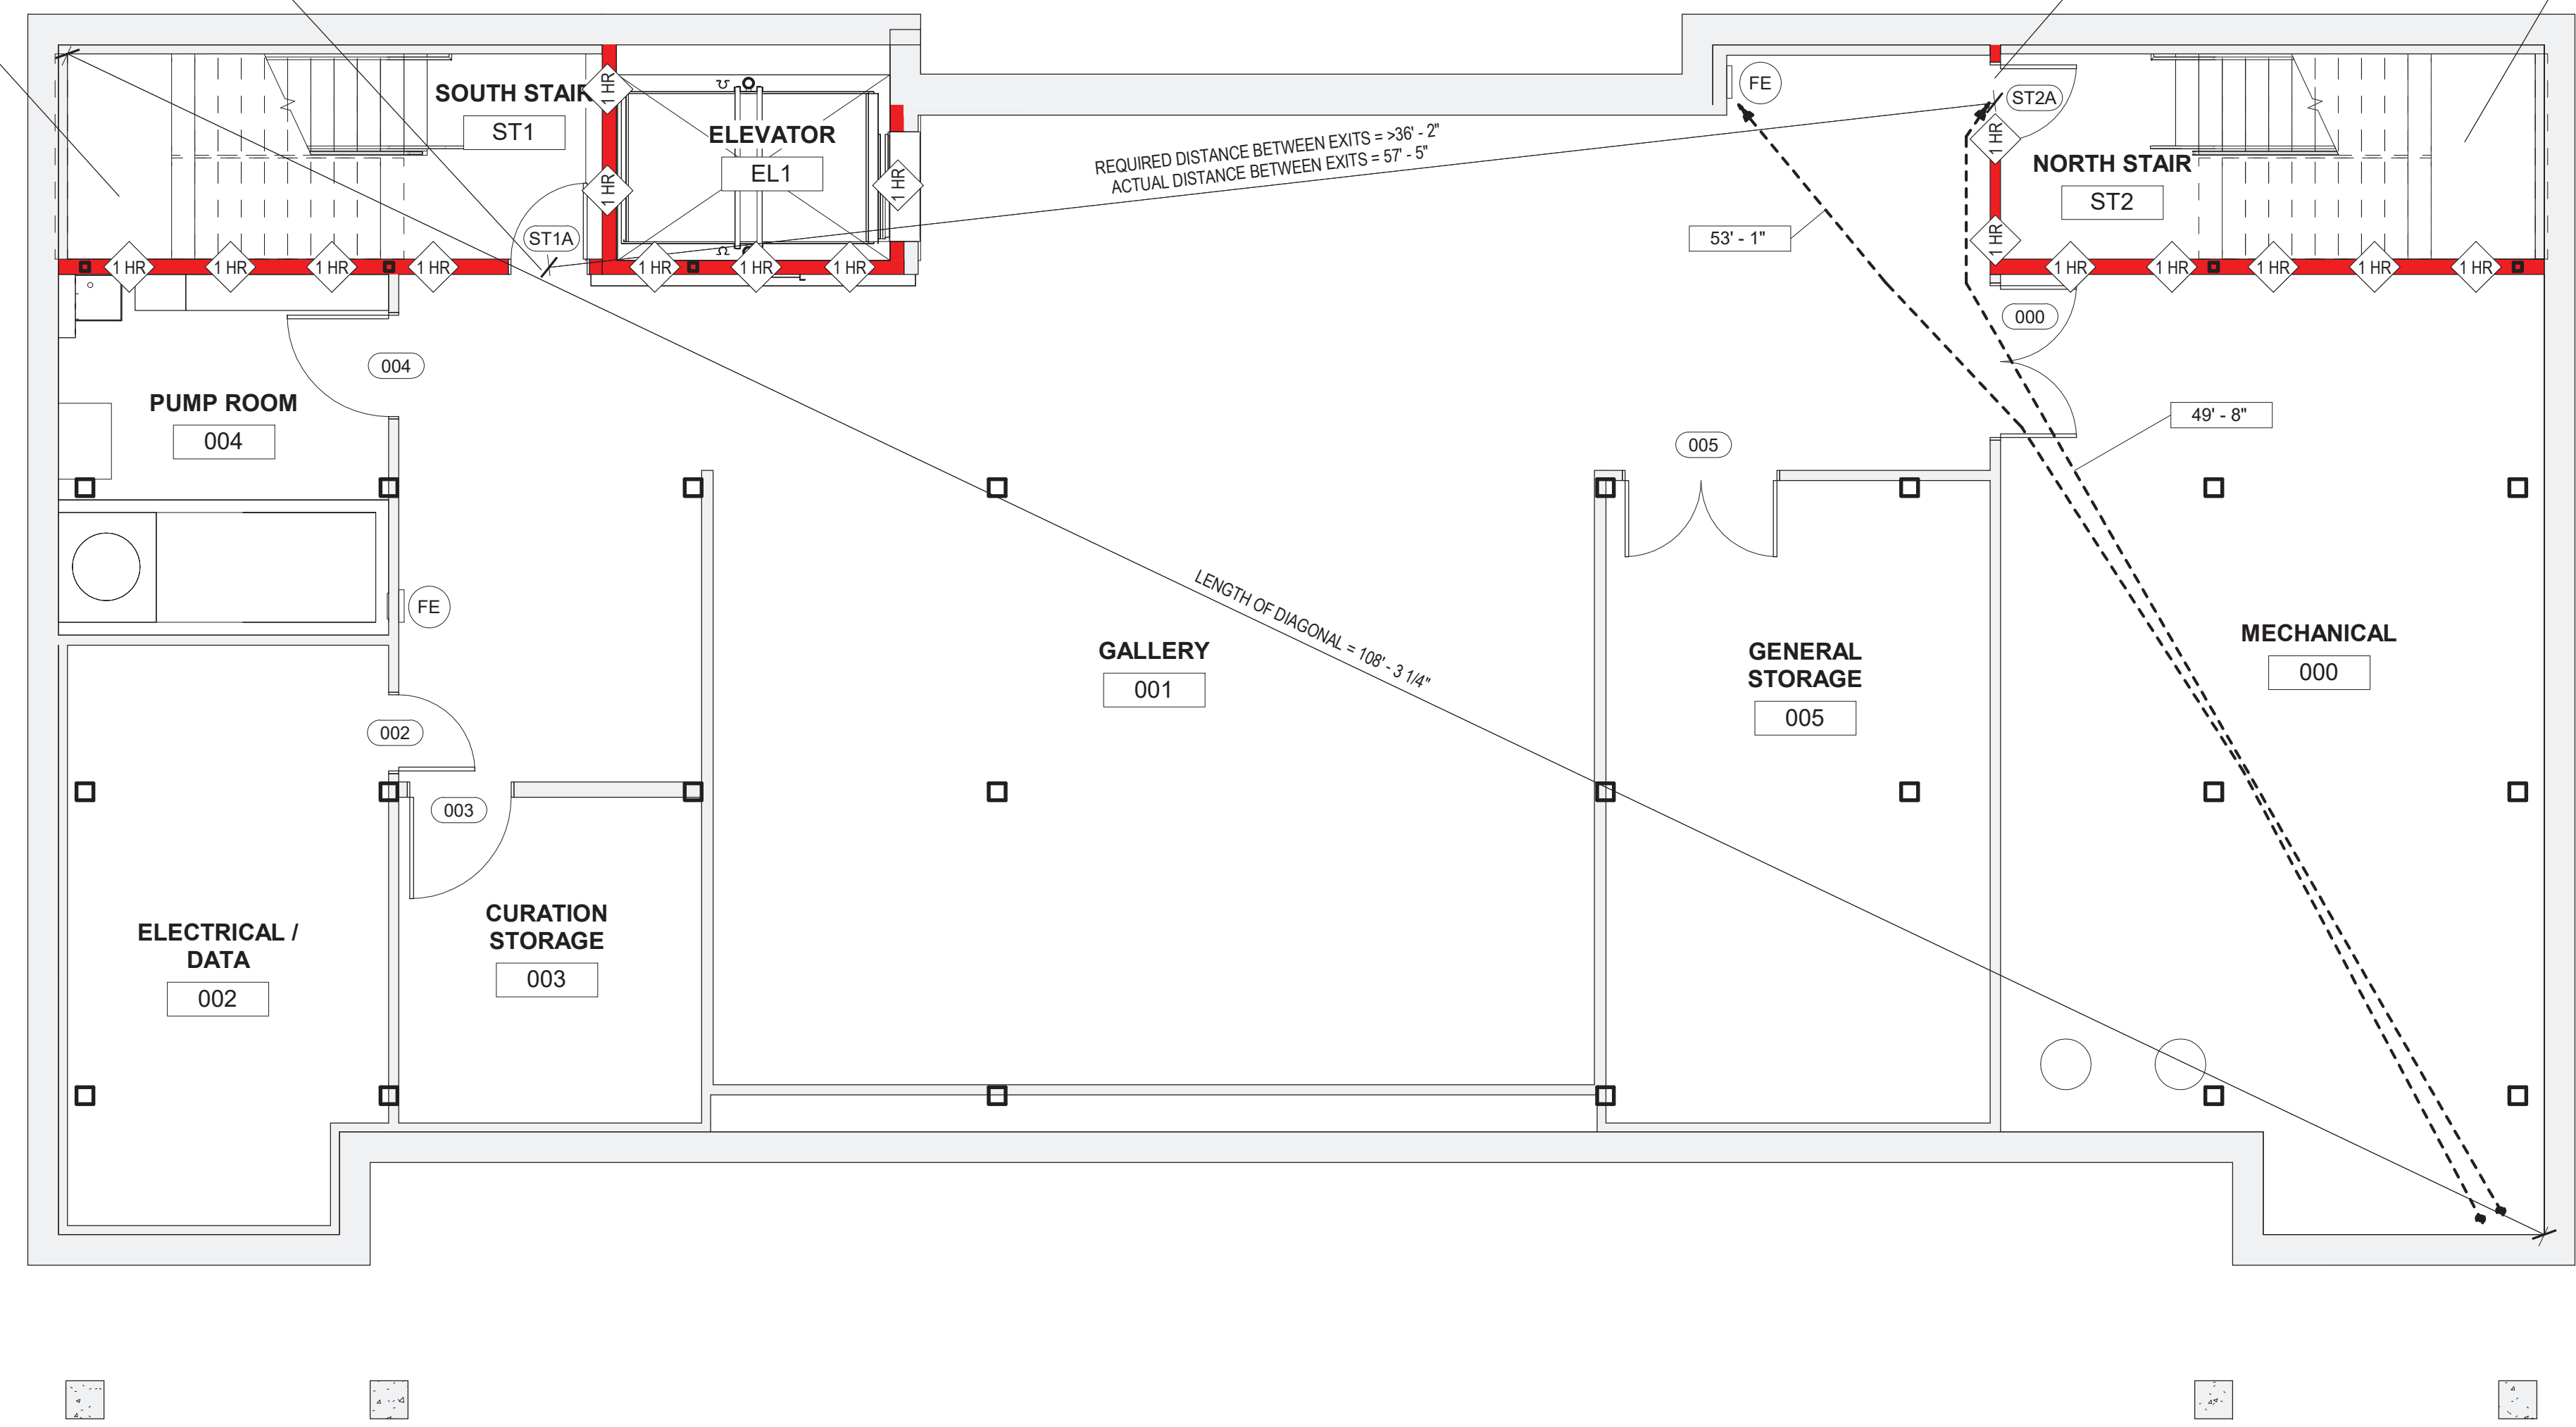 SOUTH STAIR
ST1
1 HR
1 HR
ELEVATOR
EL1
1 HR
REQUIRED DISTANCE BETWEEN EXITS = >36' - 2"
ACTUAL DISTANCE BETWEEN EXITS = 57' - 5"
FE
ST2A
1 HR
1 HR
NORTH STAIR
ST2
53' - 1"
ST1A
1 HR
1 HR
1 HR
1 HR
1 HR
1 HR
1 HR
1 HR
1 HR
1 HR
1 HR
1 HR
000
004
PUMP ROOM
004
005
49' - 8"
FE
LENGTH OF DIAGONAL = 108' - 3 1/4"
GALLERY
001
GENERAL
STORAGE
005
MECHANICAL
000
002
003
CURATION
STORAGE
003
ELECTRICAL /
DATA
002